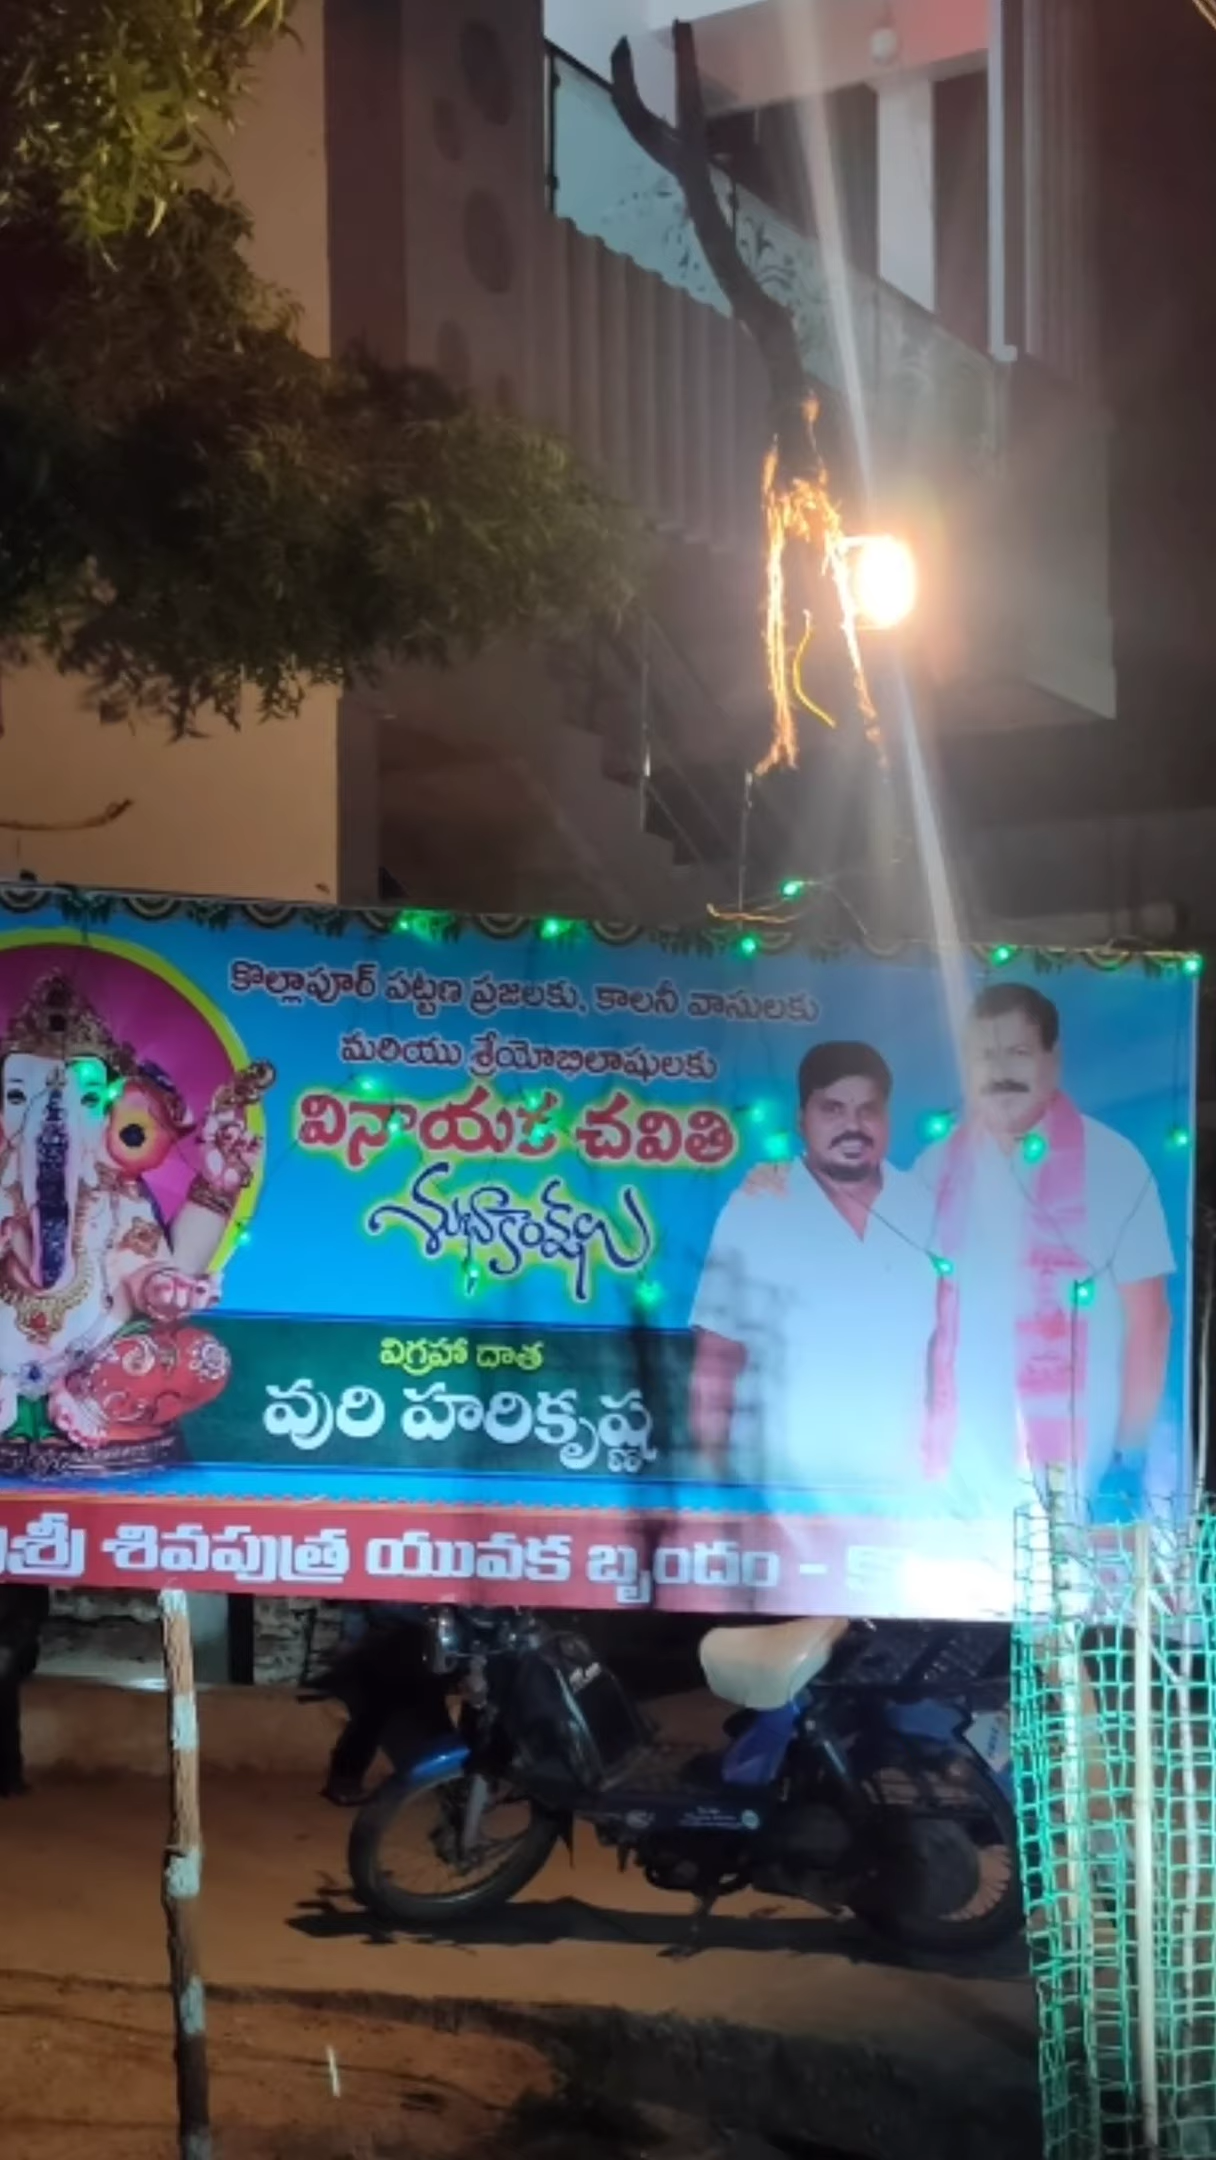 కొల్లాపూర్ పట్టణ ప్రజలకు, కాలనీ వాసులకు
మరియు శ్రేయోభిలాషులకు
వినాయక చవితి
శుభాకాంక్షలు
విగ్రహా దాత
వురి హరికృష్ణ
శ్రీ శివపుత్ర యువక బృందం -